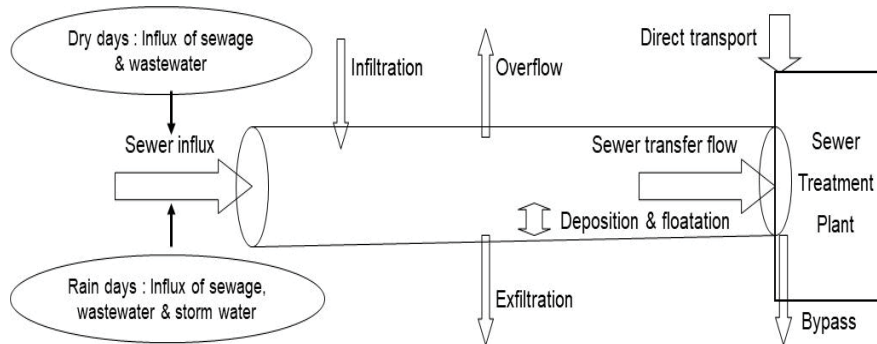 Dry days : Influx of sewage
& wastewater
Infiltration
Overflow
Direct transport
Sewer influx
Sewer transfer flow
Sewer
Treatment
Plant
Deposition & floatation
Rain days : Influx of sewage,
wastewater & storm water
Exfiltration
Bypass